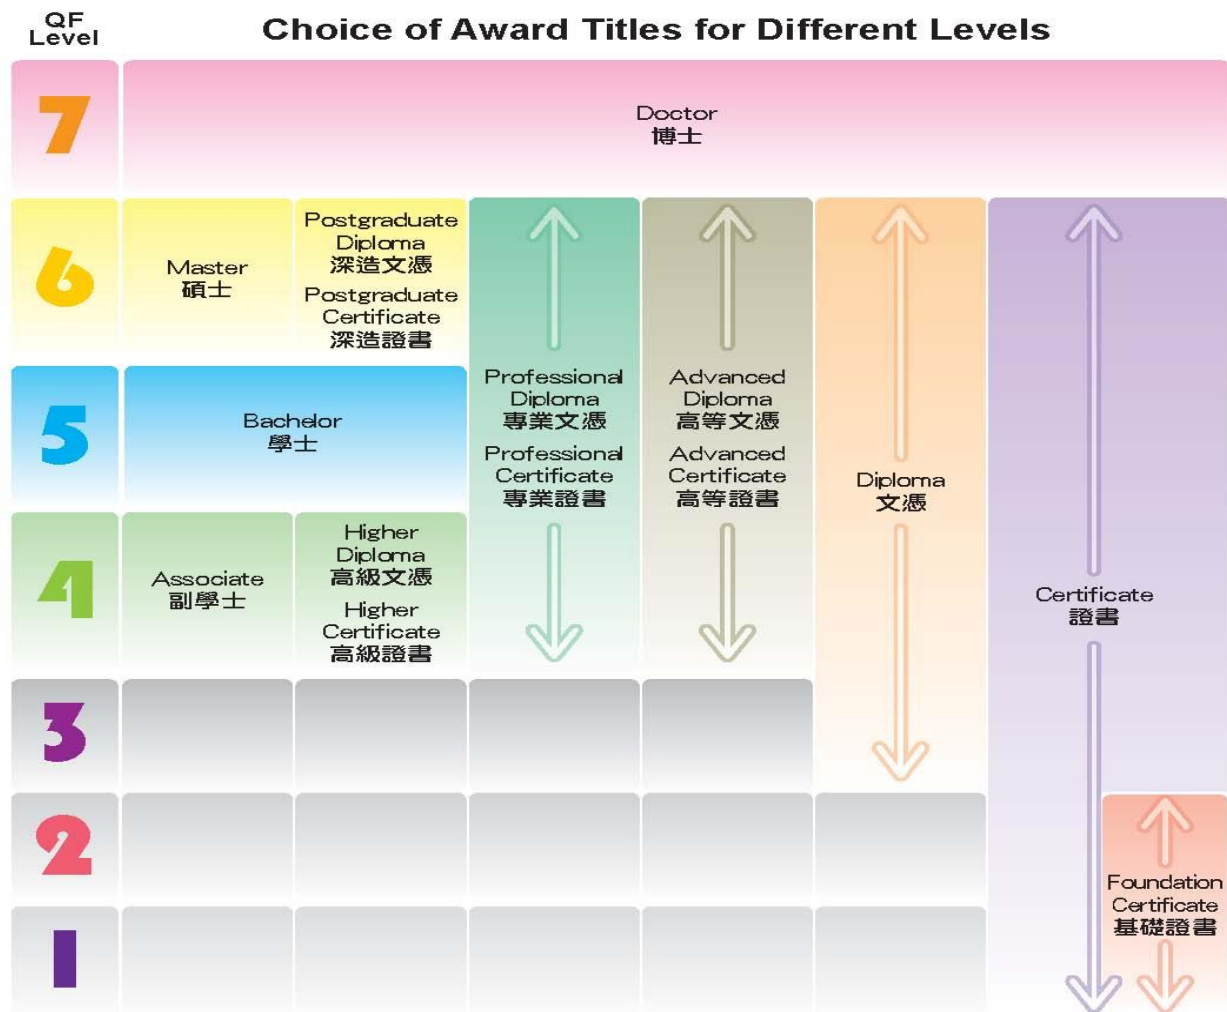 QF
Level
Choice of Award Titles for Different Levels
7
Doctor
博士
6
Master
碩士
Postgraduate
Diploma
深造文憑
Postgraduate
Certificate
深造證書
5
Bachelor
學士
4
Associate
副學士
Higher
Diploma
高級文憑
Higher
Certificate
高級證書
Professional
Diploma
專業文憑
Professional
Certificate
專業證書
Advanced
Diploma
高等文憑
Advanced
Certificate
高等證書
Diploma
文憑
Certificate
證書
3
2
Foundation
Certificate
基礎證書
1